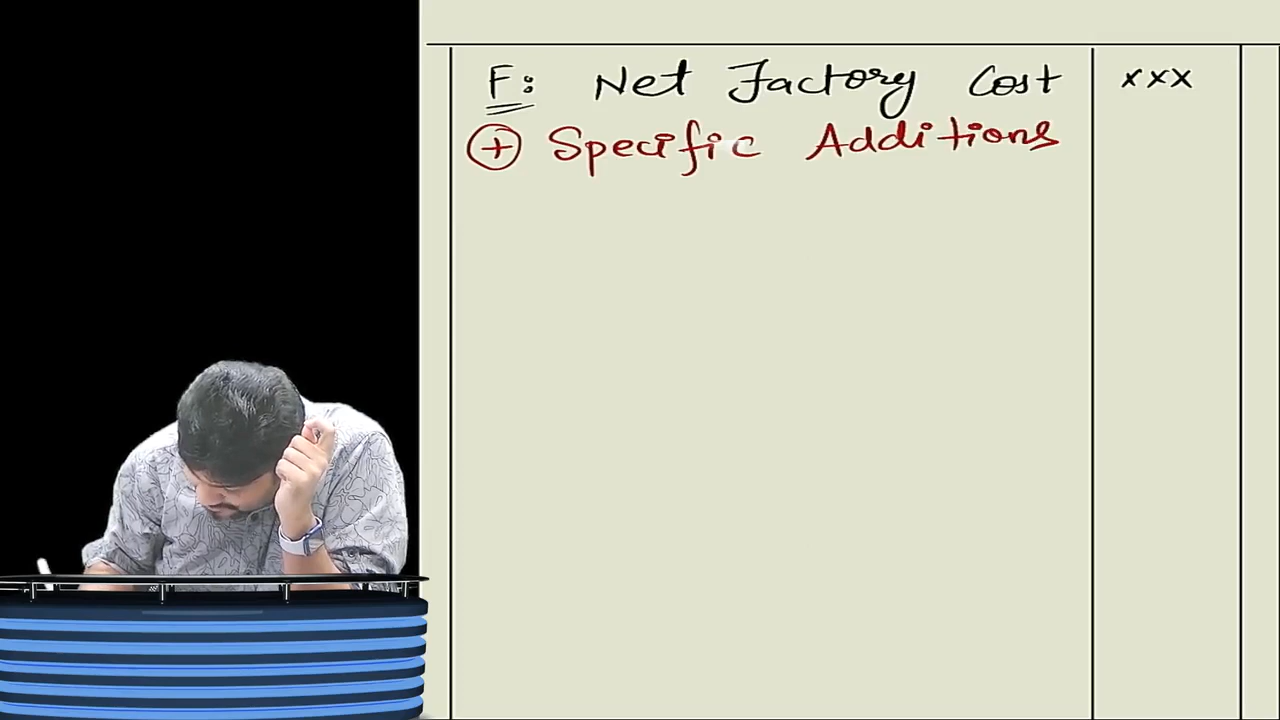 F: Net Factory Cost xxx
+ Specific Additions